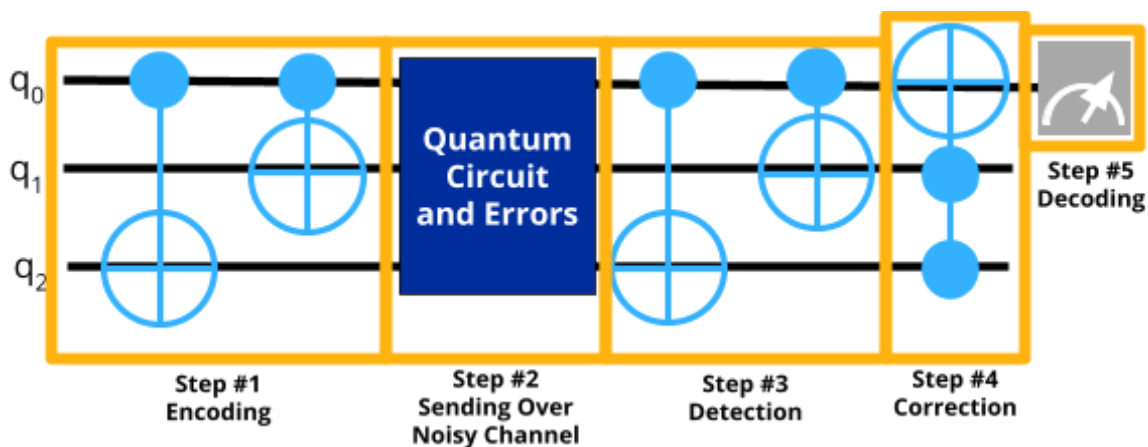 q0
q1
q2
Quantum
Circuit
and Errors
Step #1
Encoding
Step #2
Sending Over
Noisy Channel
Step #3
Detection
Step #4
Correction
Step #5
Decoding